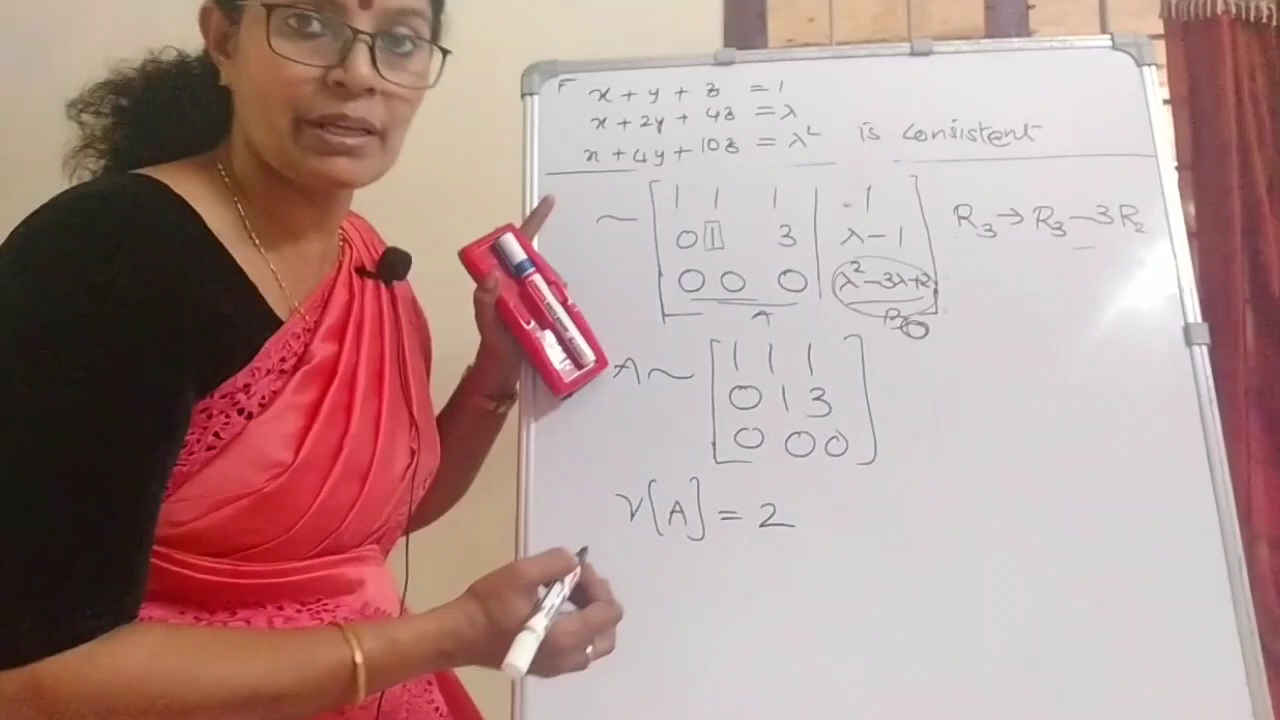 x + y + z = 1
x + 2y + 4z = λ
x + 4y + 10z = λ² is consistent
~ [ 1 1 1 | 1 ] R₃ → R₃ - 3R₂
0 1 3 | λ - 1
0 0 0 | λ² - 3λ + 2
A B 0
A ~ [ 1 1 1 ]
0 1 3
0 0 0
r[A] = 2